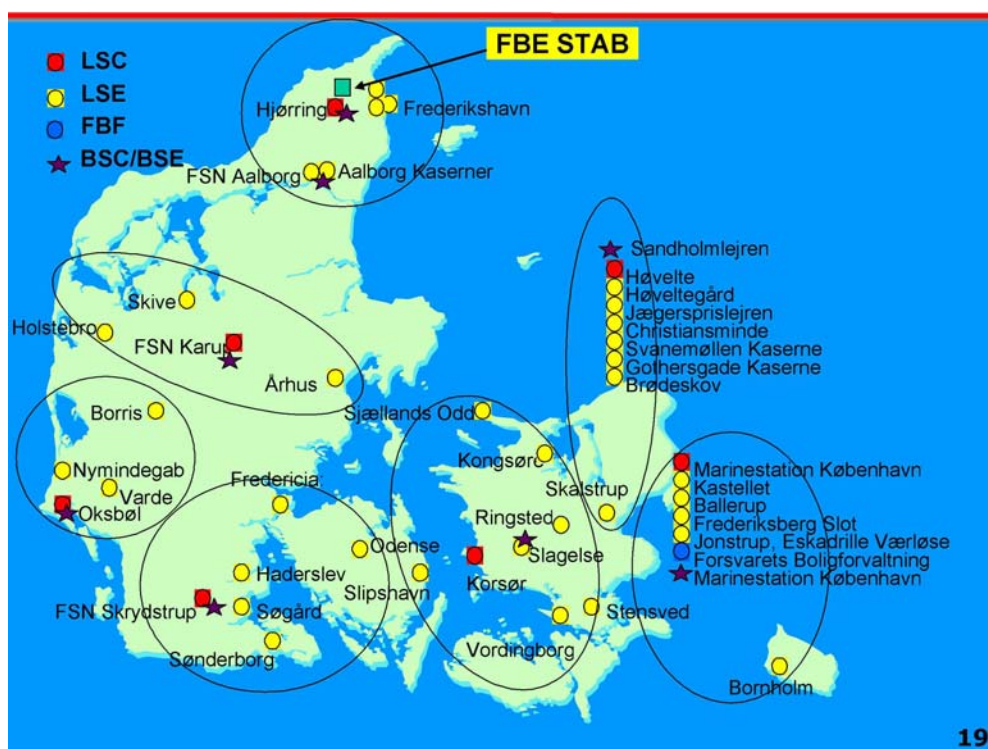 FBE STAB
LSC
LSE
FBF
BSC/BSE
Hjørring
Frederikshavn
FSN Aalborg
Aalborg Kaserner
Sandholmlejren
Høvelte
Høveltegård
Jægersprislejren
Christiansminde
Svanemøllen Kaserne
Gothersgade Kaserne
Brødeskov
Skive
Holstebro
FSN Karup
Århus
Borris
Sjællands Odd
Nymindegab
Varde
Oksbøl
Fredericia
Kongsøre
Skalstrup
Marinestation København
Kastellet
Ballerup
Frederiksberg Slot
Jonstrup, Eskadrille Værløse
Forsvarets Boligforvaltning
Marinestation København
Ringsted
Slagelse
Korsør
Odense
Haderslev
Slipshavn
FSN Skrydstrup
Søgård
Sønderborg
Stensved
Vordingborg
Bornholm
19